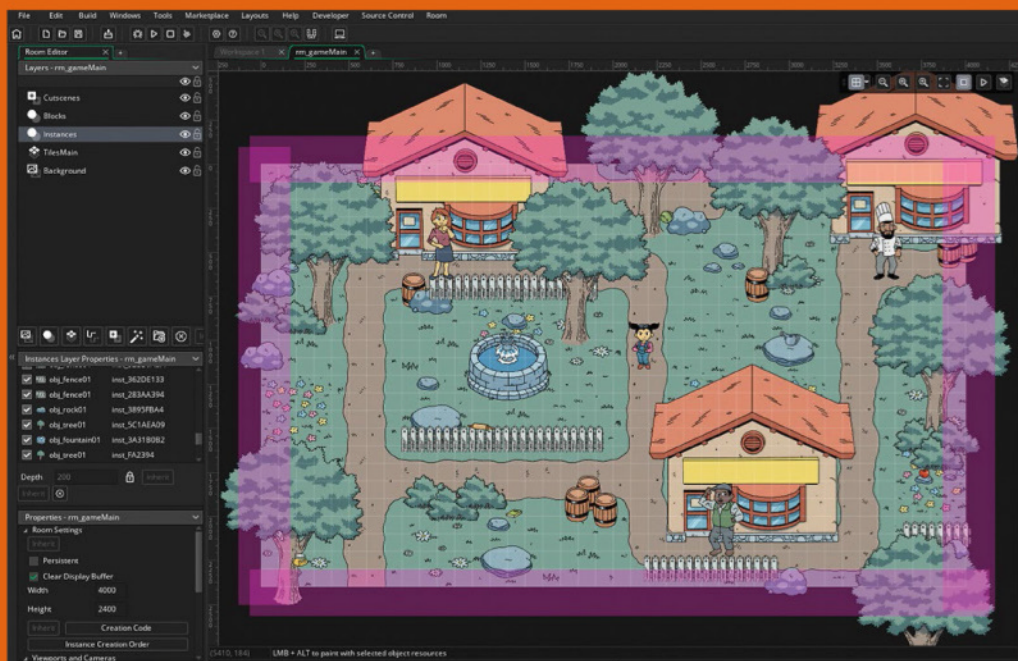 File Edit Build Windows Tools Marketplace Layouts Help Developer Source Control Room
Room Editor
Workspace 1
rm_gameMain
Layers - rm_gameMain
Cutscenes
Blocks
Instances
TilesMain
Background
Instances Layer Properties - rm_gameMain
obj_fence01 inst_362DE133
obj_fence01 inst_283AA394
obj_rock01 inst_3895FBA4
obj_tree01 inst_5C1AEA09
obj_fountain01 inst_3A31B0B2
obj_tree01 inst_FA2394
Depth 200 Inherit
Inherit
Properties - rm_gameMain
Room Settings
Inherit
Persistent
Clear Display Buffer
Width 4000
Height 2400
Inherit Creation Code
Instance Creation Order
Viewports and Cameras
(5410, 184) LMB + ALT to paint with selected object resources